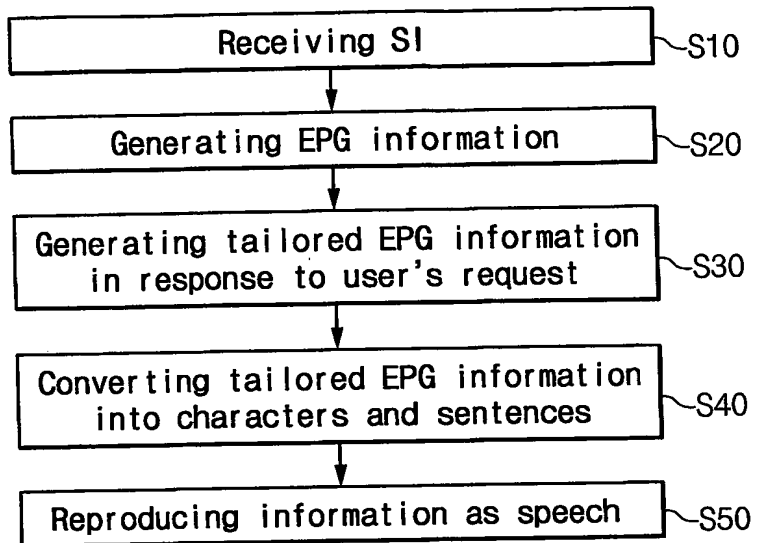 Receiving SI
S10
Generating EPG information
S20
Generating tailored EPG information
in response to user's request
S30
Converting tailored EPG information
into characters and sentences
S40
Reproducing information as speech
S50